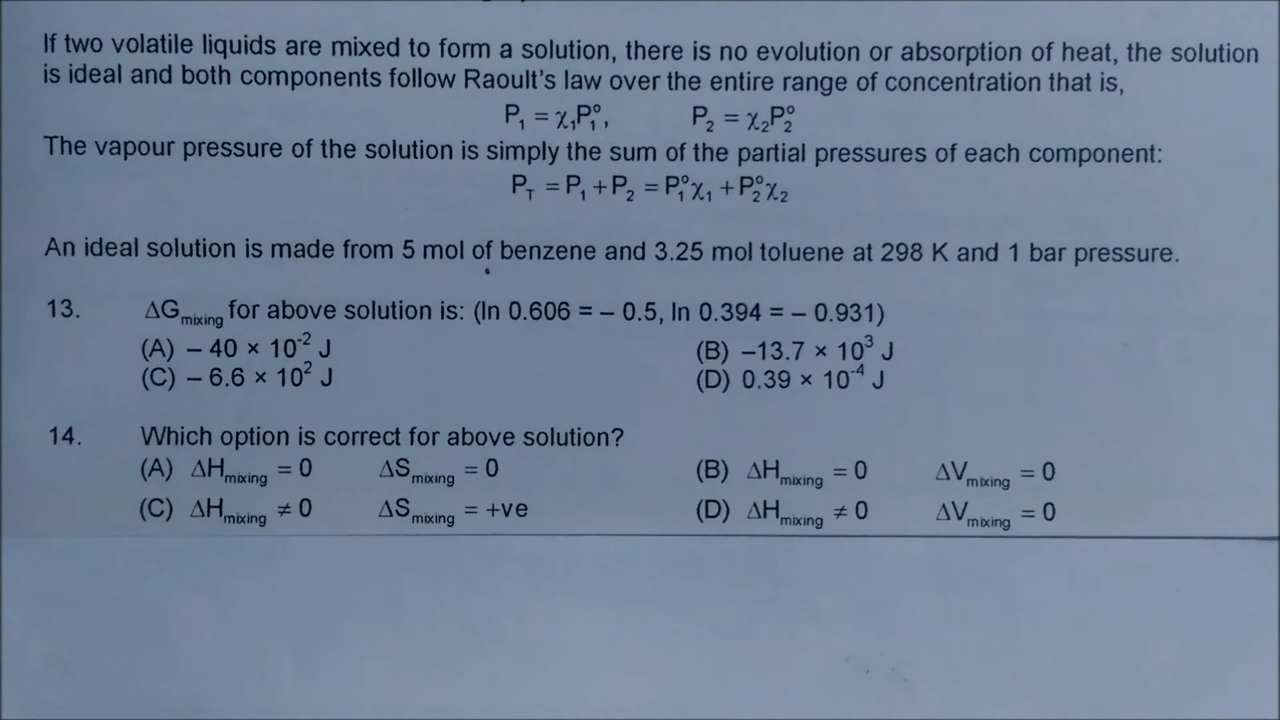 If two volatile liquids are mixed to form a solution, there is no evolution or absorption of heat, the solution
is ideal and both components follow Raoult's law over the entire range of concentration that is,
P₁ = χ₁P₁°, P₂ = χ₂P₂°
The vapour pressure of the solution is simply the sum of the partial pressures of each component:
P_T = P₁ + P₂ = P₁°χ₁ + P₂°χ₂
An ideal solution is made from 5 mol of benzene and 3.25 mol toluene at 298 K and 1 bar pressure.
13. ΔG_mixing for above solution is: (ln 0.606 = – 0.5, ln 0.394 = – 0.931)
(A) – 40 × 10⁻² J (B) –13.7 × 10³ J
(C) – 6.6 × 10² J (D) 0.39 × 10⁻⁴ J
14. Which option is correct for above solution?
(A) ΔH_mixing = 0 ΔS_mixing = 0 (B) ΔH_mixing = 0 ΔV_mixing = 0
(C) ΔH_mixing ≠ 0 ΔS_mixing = +ve (D) ΔH_mixing ≠ 0 ΔV_mixing = 0